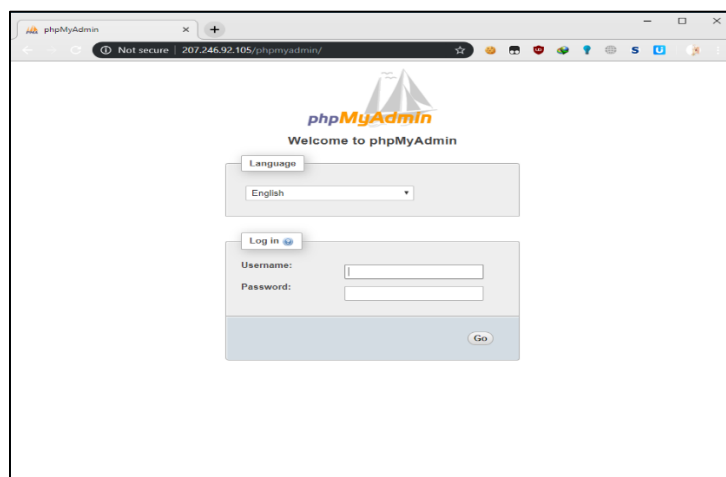 phpMyAdmin
Not secure | 207.246.92.105/phpmyadmin/
phpMyAdmin
Welcome to phpMyAdmin
Language
English
Log in
Username:
Password:
Go